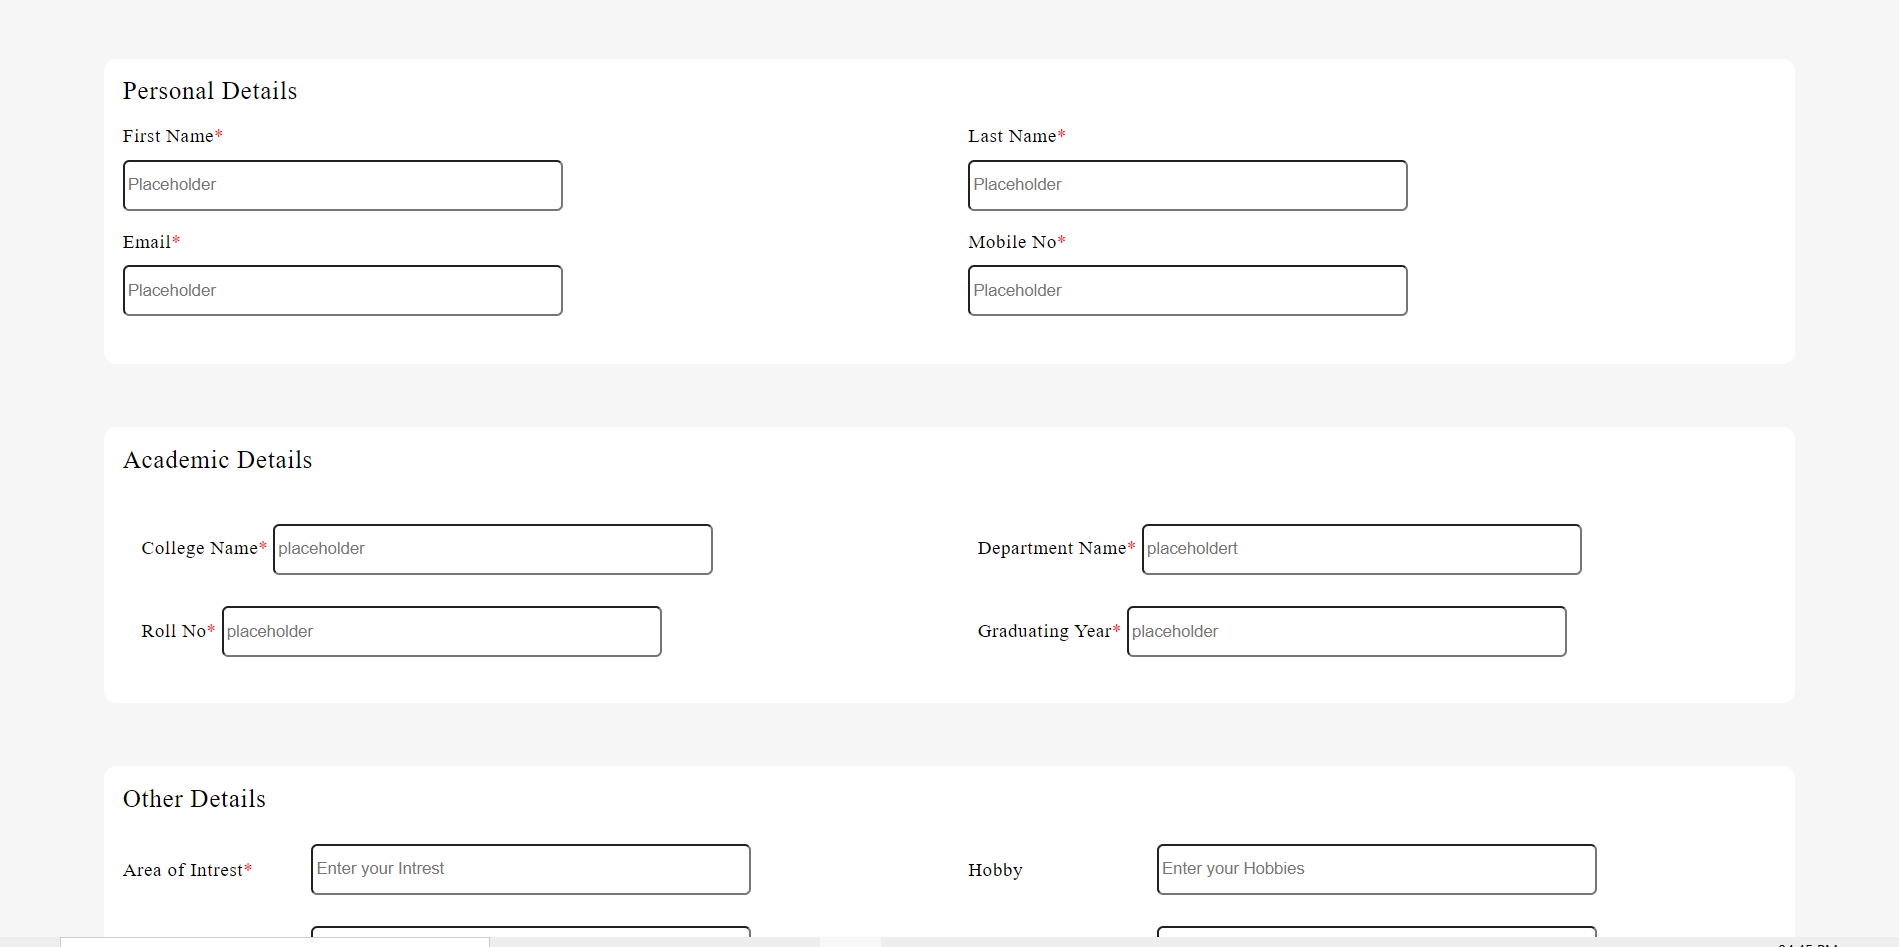 Personal Details
First Name* Last Name*
Placeholder Placeholder
Email* Mobile No*
Placeholder Placeholder
Academic Details
College Name* placeholder Department Name* placeholdert
Roll No* placeholder Graduating Year* placeholder
Other Details
Area of Intrest* Enter your Intrest Hobby Enter your Hobbies